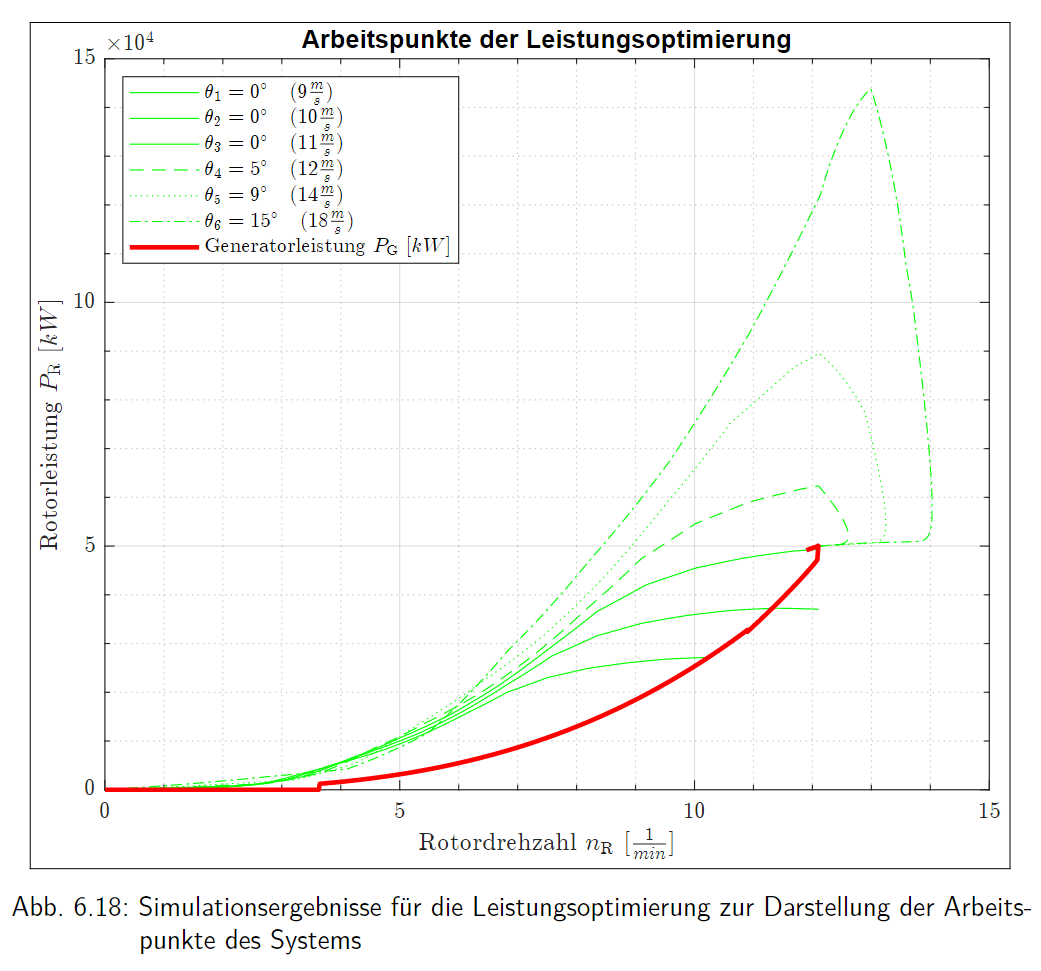 Arbeitspunkte der Leistungsoptimierung
×10⁴
15
10
5
0
Rotorleistung P_R [kW]
θ₁ = 0° (9 m/s)
θ₂ = 0° (10 m/s)
θ₃ = 0° (11 m/s)
θ₄ = 5° (12 m/s)
θ₅ = 9° (14 m/s)
θ₆ = 15° (18 m/s)
Generatorleistung P_G [kW]
0 5 10 15
Rotordrehzahl n_R [1/min]
Abb. 6.18: Simulationsergebnisse für die Leistungsoptimierung zur Darstellung der Arbeits-
punkte des Systems